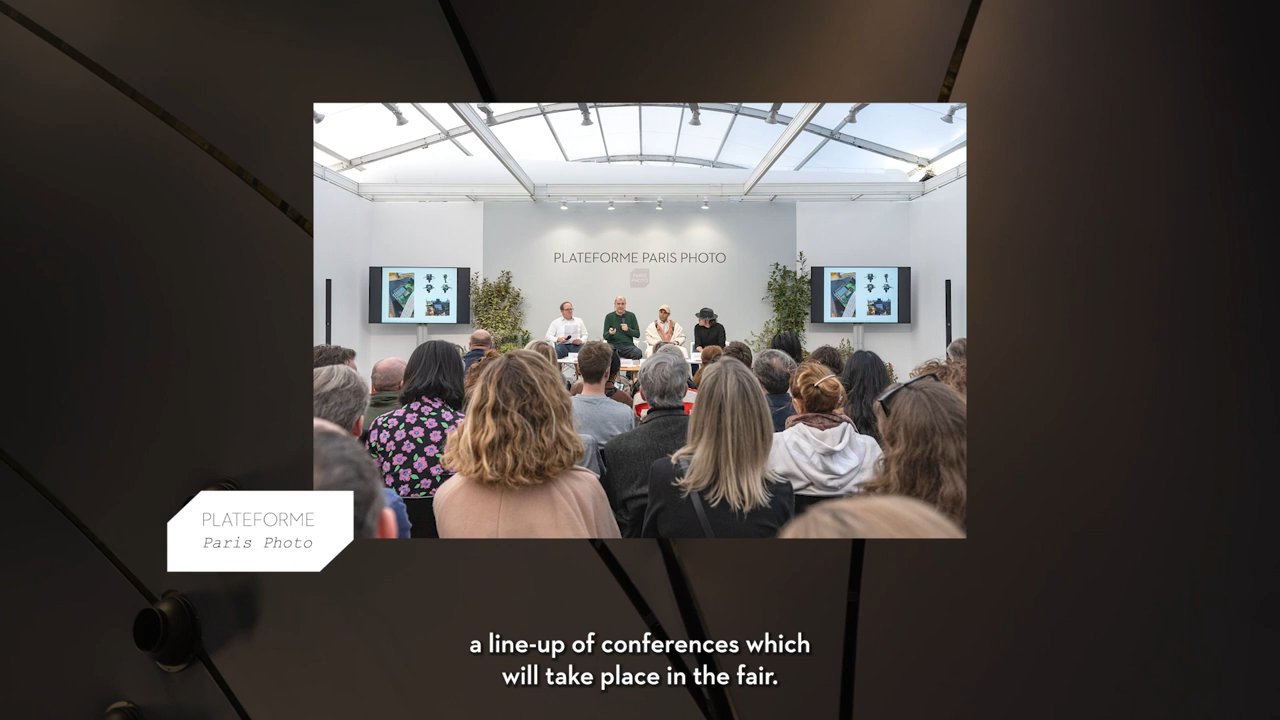 PLATEFORME PARIS PHOTO
PLATEFORME
Paris Photo
a line-up of conferences which
will take place in the fair.